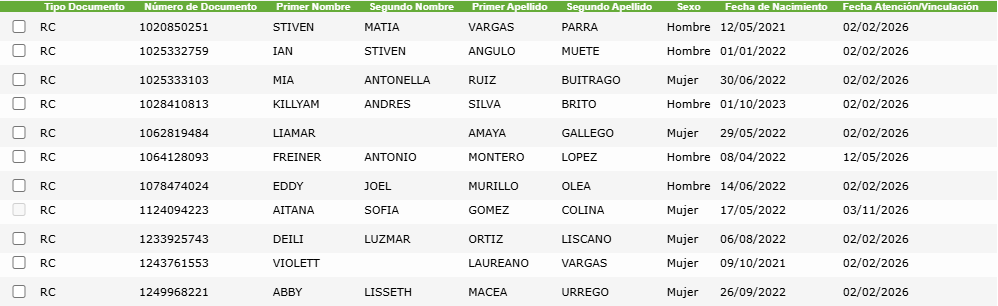 Tipo Documento Número de Documento Primer Nombre Segundo Nombre Primer Apellido Segundo Apellido Sexo Fecha de Nacimiento Fecha Atención/Vinculación
RC 1020850251 STIVEN MATIA VARGAS PARRA Hombre 12/05/2021 02/02/2026
RC 1025332759 IAN STIVEN ANGULO MUETE Hombre 01/01/2022 02/02/2026
RC 1025333103 MIA ANTONELLA RUIZ BUITRAGO Mujer 30/06/2022 02/02/2026
RC 1028410813 KILLYAM ANDRES SILVA BRITO Hombre 01/10/2023 02/02/2026
RC 1062819484 LIAMAR AMAYA GALLEGO Mujer 29/05/2022 02/02/2026
RC 1064128093 FREINER ANTONIO MONTERO LOPEZ Hombre 08/04/2022 12/05/2026
RC 1078474024 EDDY JOEL MURILLO OLEA Hombre 14/06/2022 02/02/2026
RC 1124094223 AITANA SOFIA GOMEZ COLINA Mujer 17/05/2022 03/11/2026
RC 1233925743 DEILI LUZMAR ORTIZ LISCANO Mujer 06/08/2022 02/02/2026
RC 1243761553 VIOLETT LAUREANO VARGAS Mujer 09/10/2021 02/02/2026
RC 1249968221 ABBY LISSETH MACEA URREGO Mujer 26/09/2022 02/02/2026